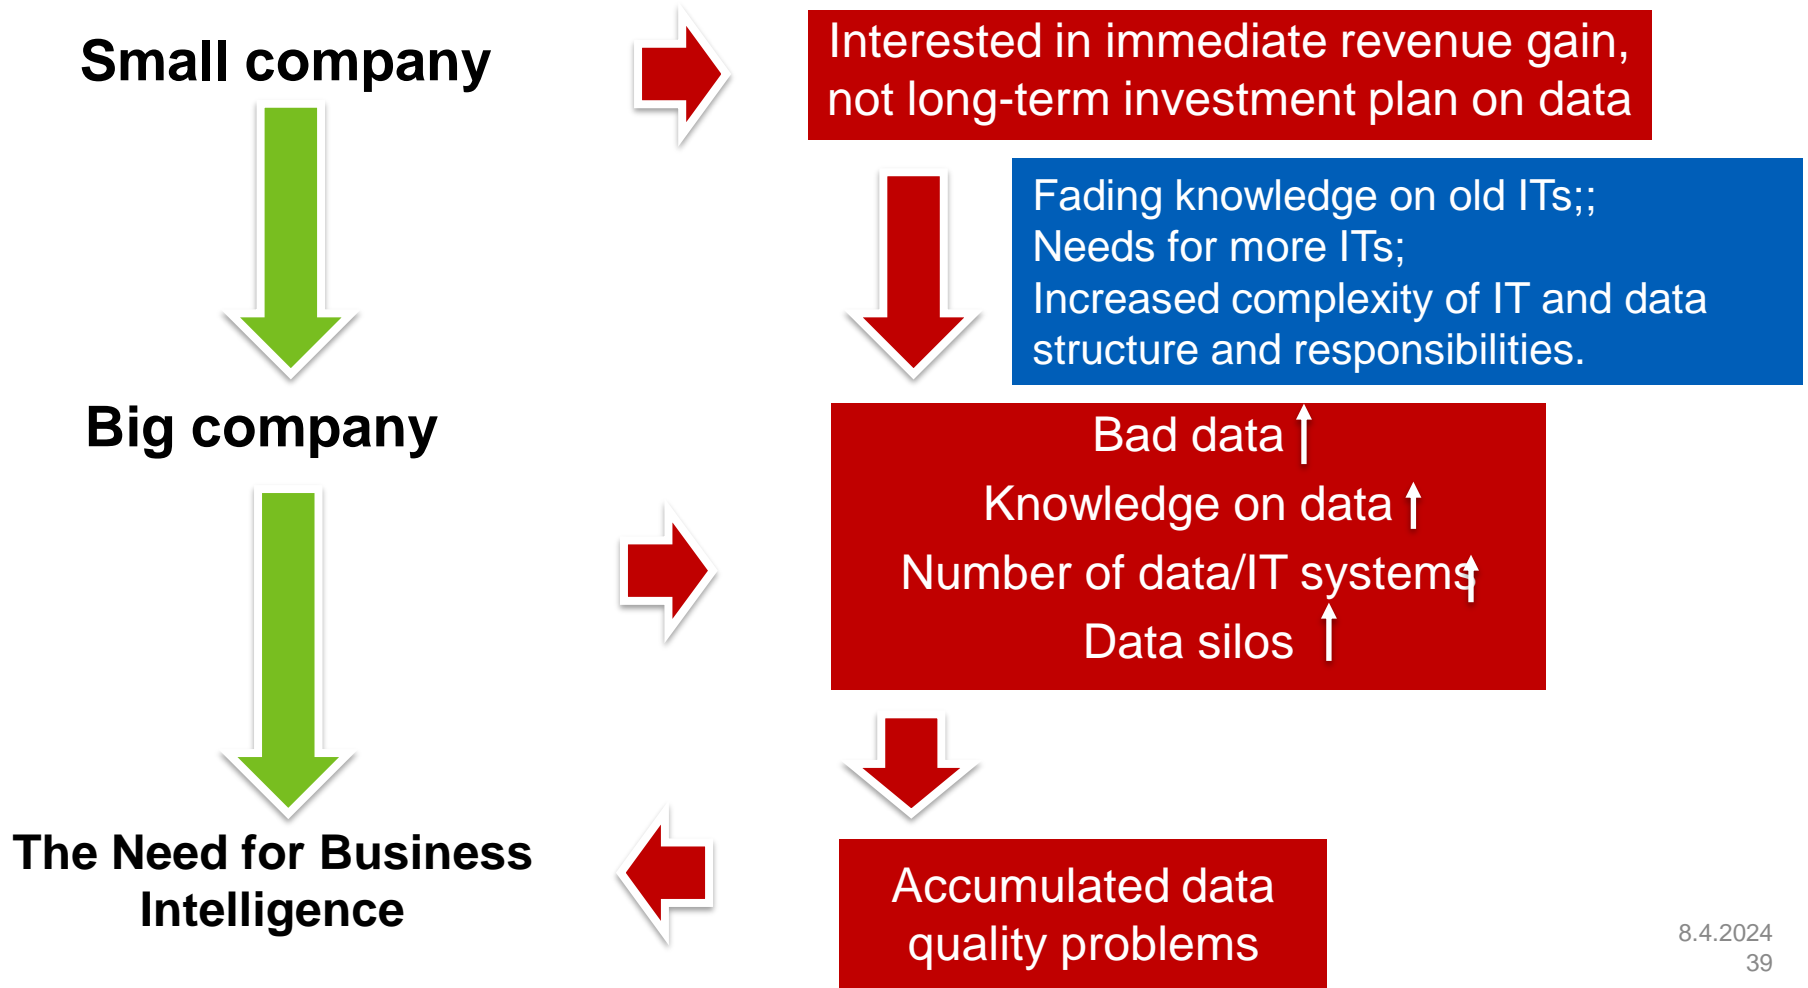 Small company
Interested in immediate revenue gain,
not long-term investment plan on data
Fading knowledge on old ITs;;
Needs for more ITs;
Increased complexity of IT and data
structure and responsibilities.
Big company
Bad data
Knowledge on data
Number of data/IT systems
Data silos
The Need for Business
Intelligence
Accumulated data
quality problems
8.4.2024
39